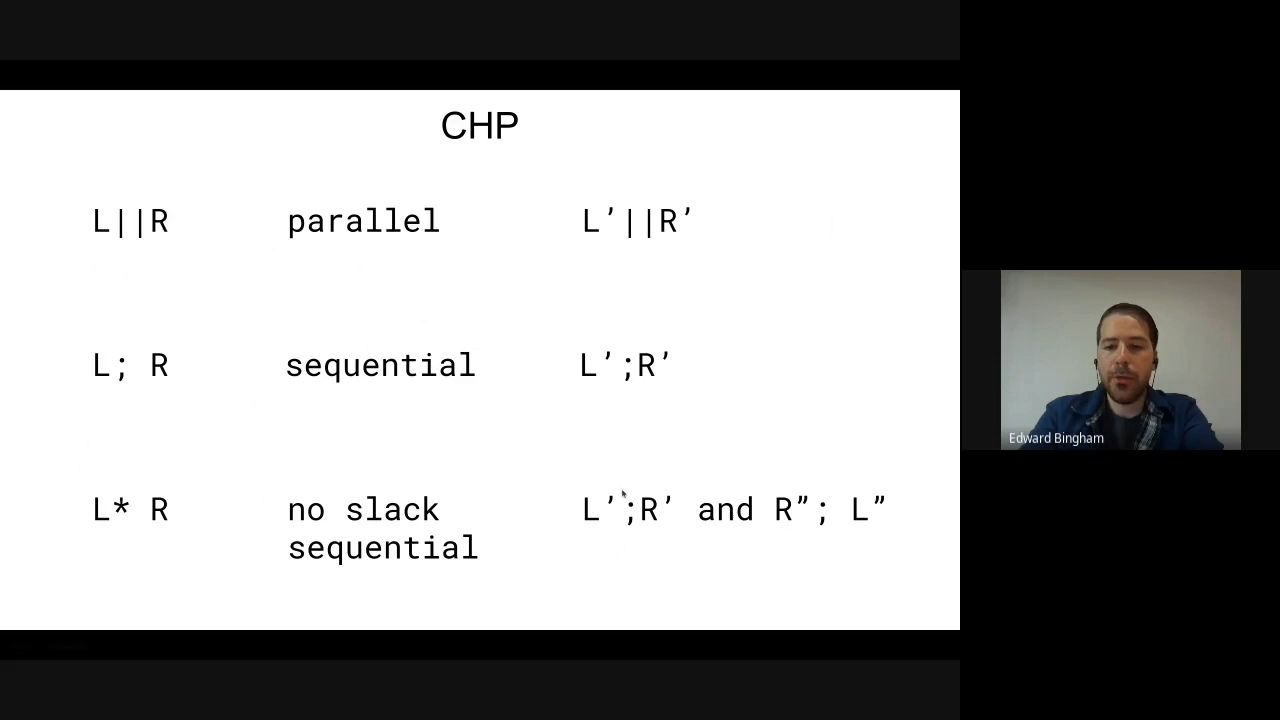 CHP
L||R parallel L’||R’
L; R sequential L’;R’
L* R no slack L’;R’ and R”; L”
sequential
Edward Bingham